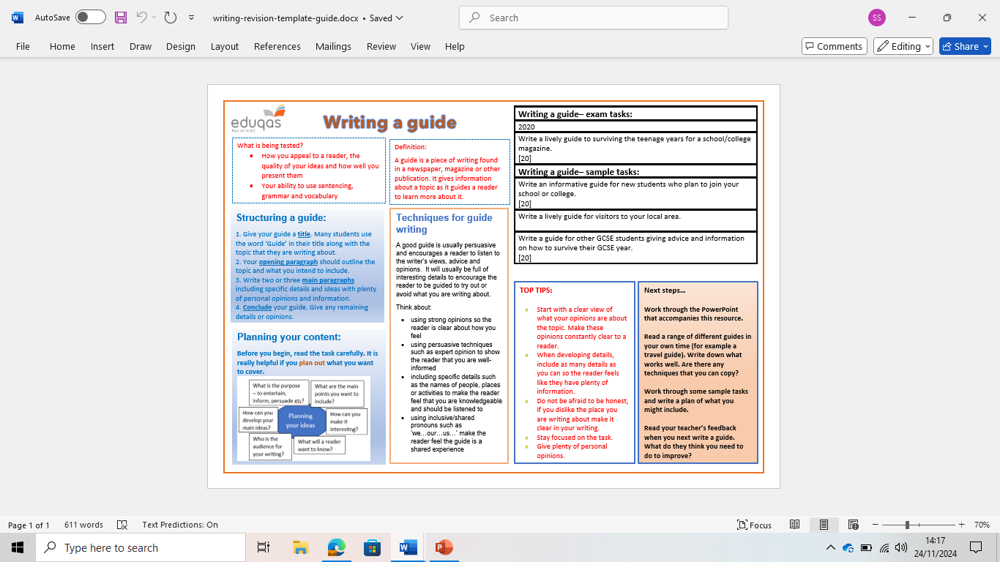 AutoSave
writing-revision-template-guide.docx • Saved
Search
SS
File Home Insert Draw Design Layout References Mailings Review View Help
Comments
Editing
Share
eduqas
Part of WJEC
Writing a guide
What is being tested?
• How you appeal to a reader, the
quality of your ideas and how well you
present them
• Your ability to use sentencing,
grammar and vocabulary
Definition:
A guide is a piece of writing found
in a newspaper, magazine or other
publication. It gives information
about a topic as it guides a reader
to learn more about it.
Structuring a guide:
1. Give your guide a title. Many students use
the word ‘Guide’ in their title along with the
topic that they are writing about.
2. Your opening paragraph should outline the
topic and what you intend to include.
3. Write two or three main paragraphs
including specific details and ideas with plenty
of personal opinions and information.
4. Conclude your guide. Give any remaining
details or opinions.
Planning your content:
Before you begin, read the task carefully. It is
really helpful if you plan out what you want
to cover.
What is the purpose
– to entertain,
inform, persuade etc?
What are the main
points you want to
include?
How can you
develop your
main ideas?
Planning
your ideas
How can you
make it
interesting?
Who is the
audience for
your writing?
What will a reader
want to know?
Techniques for guide
writing
A good guide is usually persuasive
and encourages a reader to listen to
the writer's views, advice and
opinions. It will usually be full of
interesting details to encourage the
reader to be guided to try out or
avoid what you are writing about.
Think about:
• using strong opinions so the
reader is clear about how you
feel
• using persuasive techniques
such as expert opinion to show
the reader that you are well-
informed
• including specific details such
as the names of people, places
or activities to make the reader
feel that you are knowledgeable
and should be listened to
• using inclusive/shared
pronouns such as
‘we…our…us…’ make the
reader feel the guide is a
shared experience
Writing a guide– exam tasks:
2020
Write a lively guide to surviving the teenage years for a school/college
magazine.
[20]
Writing a guide– sample tasks:
Write an informative guide for new students who plan to join your
school or college.
[20]
Write a lively guide for visitors to your local area.
Write a guide for other GCSE students giving advice and information
on how to survive their GCSE year.
[20]
TOP TIPS:
Start with a clear view of
what your opinions are about
the topic. Make these
opinions constantly clear to a
reader.
When developing details,
include as many details as
you can so the reader feels
like they have plenty of
information.
Do not be afraid to be honest,
if you dislike the place you
are writing about make it
clear in your writing.
Stay focused on the task.
Give plenty of personal
opinions.
Next steps…
Work through the PowerPoint
that accompanies this resource.
Read a range of different guides in
your own time (for example a
travel guide). Write down what
works well. Are there any
techniques that you can copy?
Work through some sample tasks
and write a plan of what you
might include.
Read your teacher’s feedback
when you next write a guide.
What do they think you need to
do to improve?
Page 1 of 1 611 words Text Predictions: On
Focus
70%
Type here to search
14:17
24/11/2024